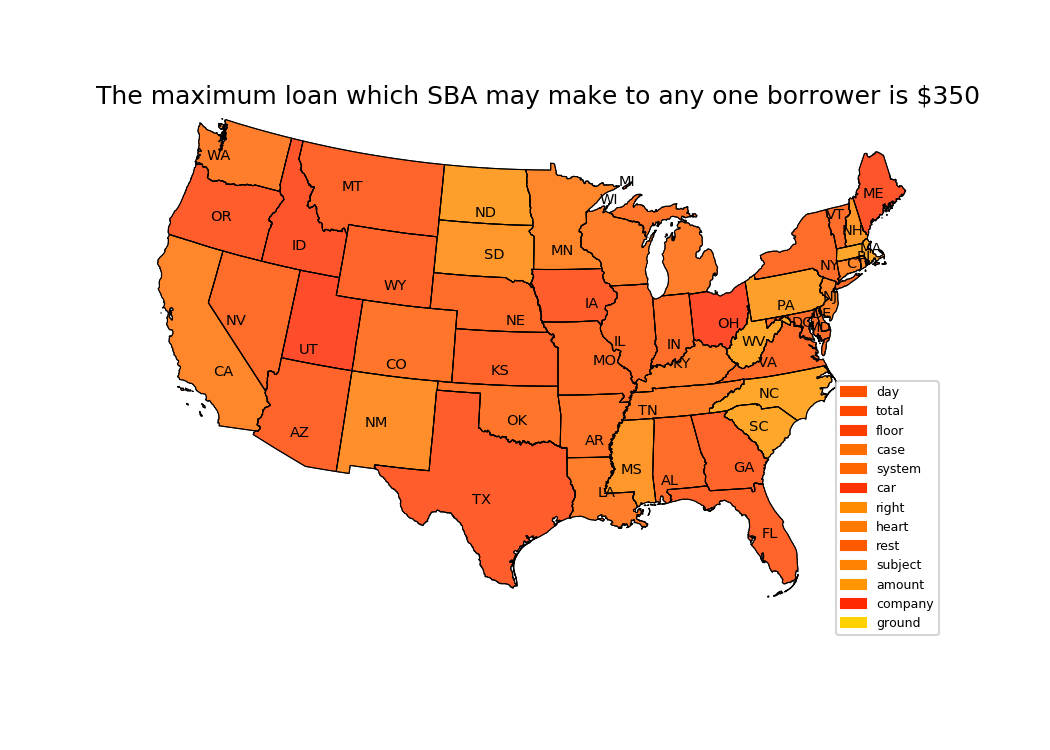 The maximum loan which SBA may make to any one borrower is $350
WA
MT
ND
MN
WI
MI
ME
OR
ID
SD
VT
NH
MA
WY
NY
CT
NV
NE
IA
PA
NJ
UT
CO
KS
MO
IL
IN
OH
WV
DC
DE
MD
CA
KY
VA
AZ
NM
OK
TN
NC
AR
SC
TX
LA
MS
AL
GA
FL
day
total
floor
case
system
car
right
heart
rest
subject
amount
company
ground